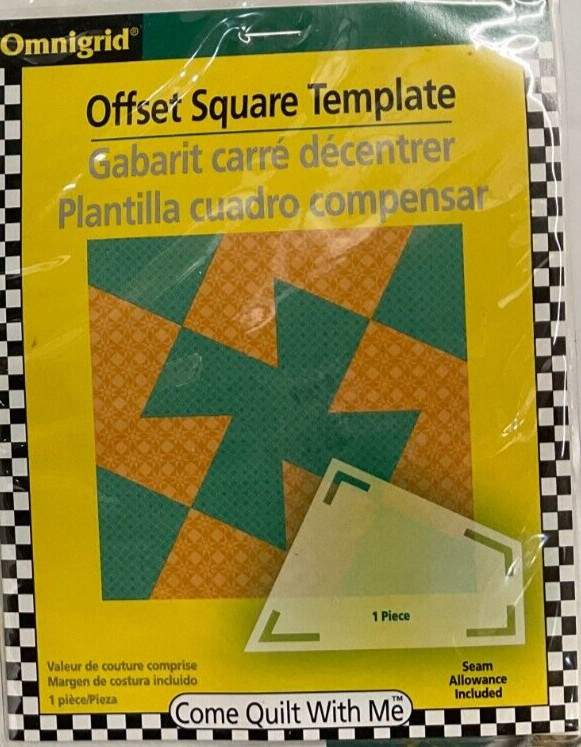 Omnigrid®
Offset Square Template
Gabarit carré décentrer
Plantilla cuadro compensar
1 Piece
Valeur de couture comprise
Margen de costura incluido
1 pièce/Pieza
Seam
Allowance
Included
Come Quilt With Me™